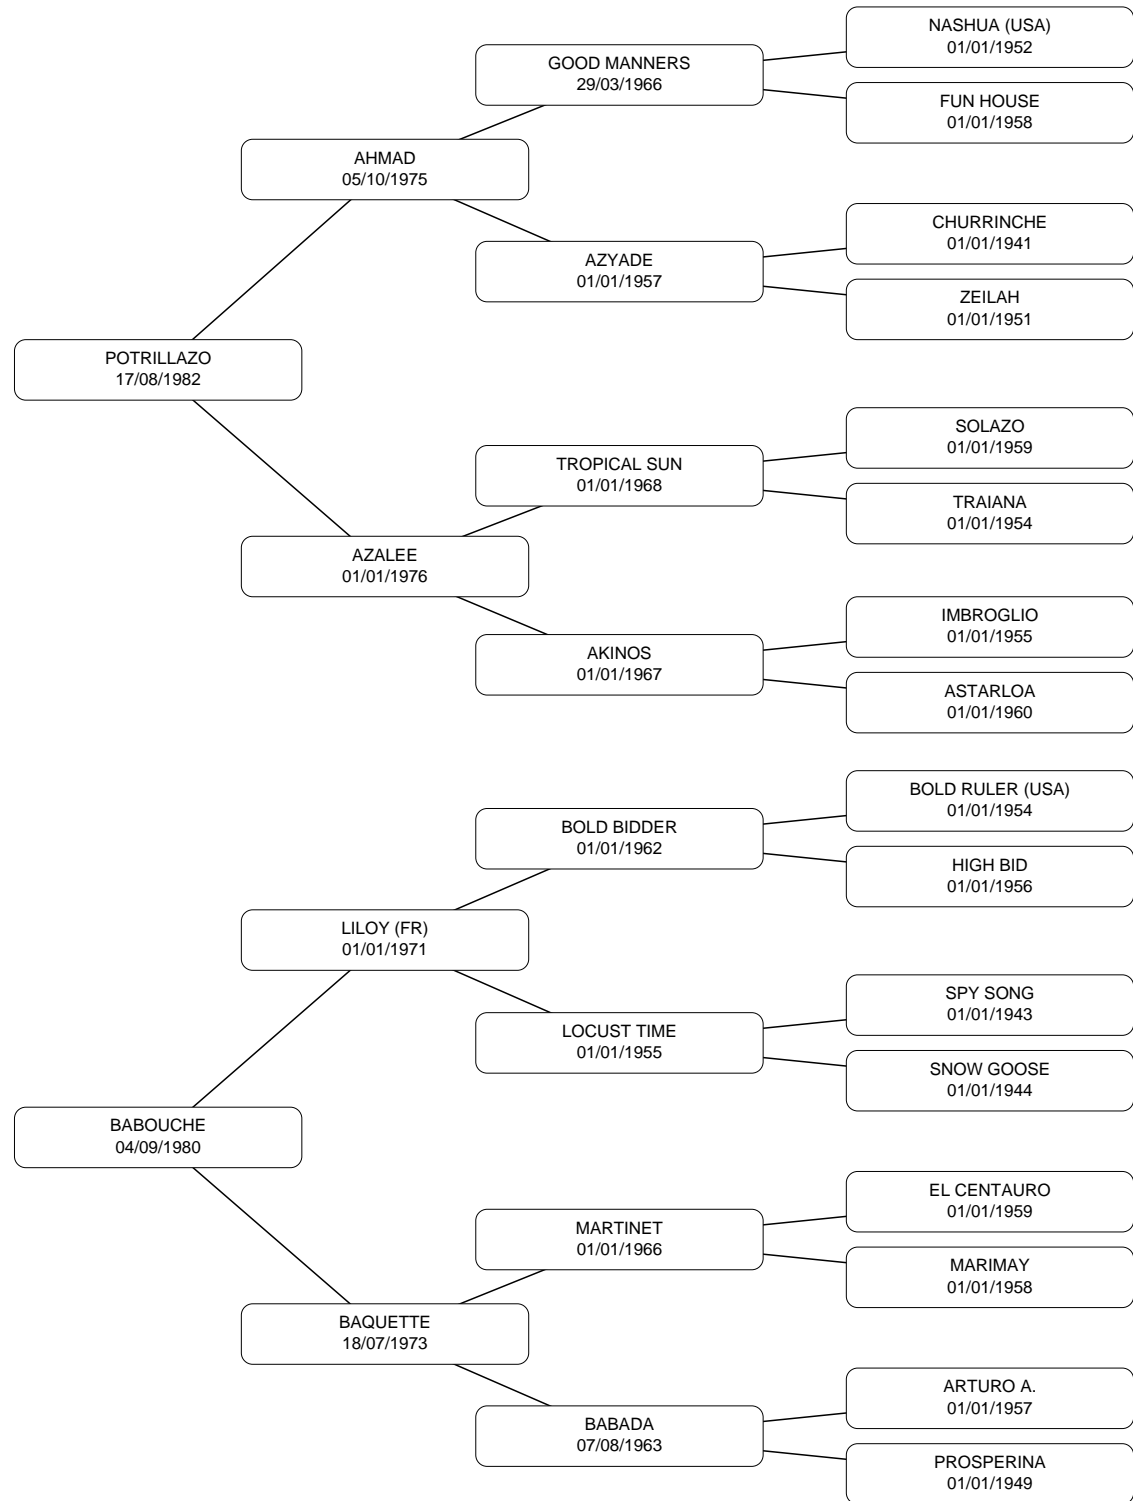 NASHUA (USA)
01/01/1952
GOOD MANNERS
29/03/1966
FUN HOUSE
01/01/1958
AHMAD
05/10/1975
CHURRINCHE
01/01/1941
AZYADE
01/01/1957
ZEILAH
01/01/1951
POTRILLAZO
17/08/1982
SOLAZO
01/01/1959
TROPICAL SUN
01/01/1968
TRAIANA
01/01/1954
AZALEE
01/01/1976
IMBROGLIO
01/01/1955
AKINOS
01/01/1967
ASTARLOA
01/01/1960
BOLD RULER (USA)
01/01/1954
BOLD BIDDER
01/01/1962
HIGH BID
01/01/1956
LILOY (FR)
01/01/1971
SPY SONG
01/01/1943
LOCUST TIME
01/01/1955
SNOW GOOSE
01/01/1944
BABOUCHE
04/09/1980
EL CENTAURO
01/01/1959
MARTINET
01/01/1966
MARIMAY
01/01/1958
BAQUETTE
18/07/1973
ARTURO A.
01/01/1957
BABADA
07/08/1963
PROSPERINA
01/01/1949